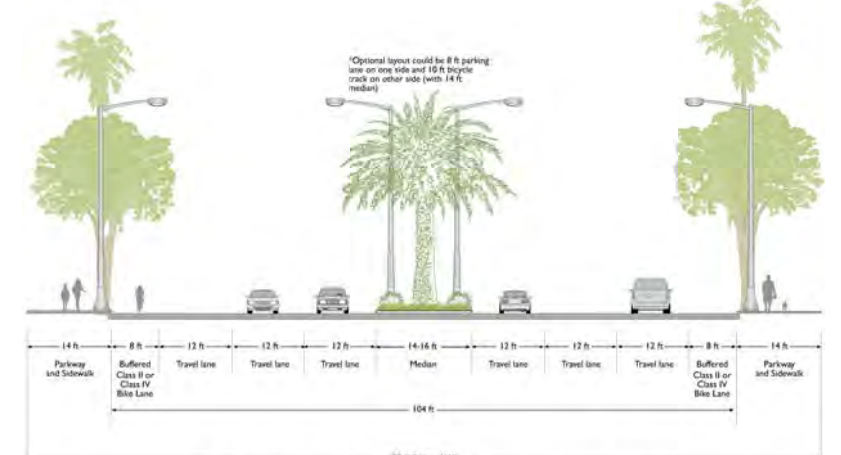 *Optional layout could be 8 ft parking
lane on one side and 10 ft bicycle
track on other side (with 14 ft
median)
14 ft
8 ft
12 ft
12 ft
12 ft
14-16 ft
12 ft
12 ft
12 ft
8 ft
14 ft
Parkway
and Sidewalk
Buffered
Class II or
Class IV
Bike Lane
Travel lane
Travel lane
Travel lane
Median
Travel lane
Travel lane
Travel lane
Buffered
Class II or
Class IV
Bike Lane
Parkway
and Sidewalk
104 ft